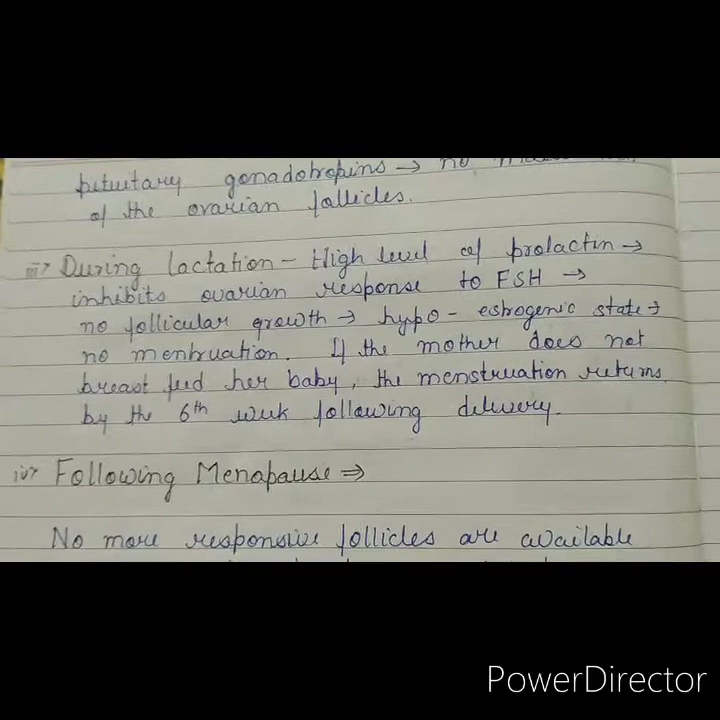 pituitary gonadotropins → no
of the ovarian follicles.
iii> During lactation - High level of prolactin →
inhibits ovarian response to FSH →
no follicular growth → hypo - estrogenic state →
no menstruation. If the mother does not
breast feed her baby, the menstruation returns
by the 6th week following delivery.
iv> Following Menopause ⇒
No more responsive follicles are available
PowerDirector